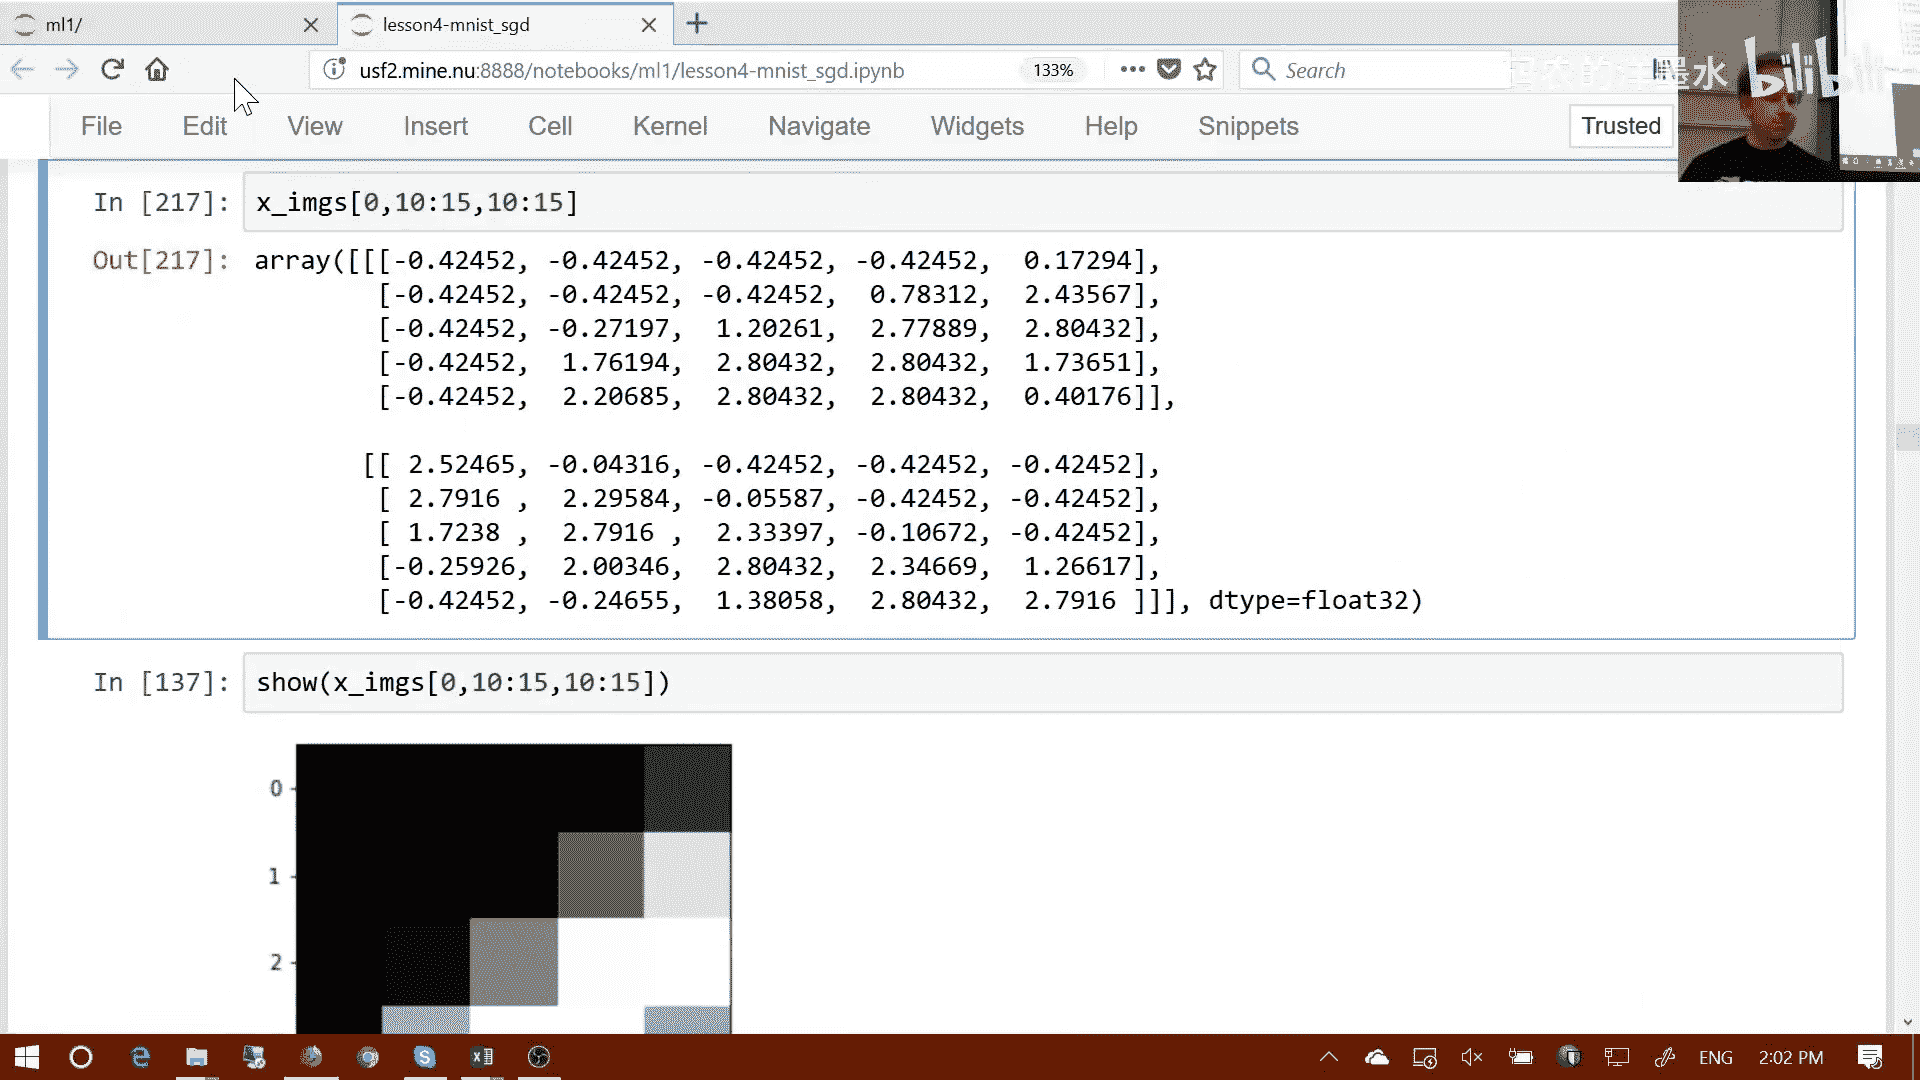 ml1/
lesson4-mnist_sgd
usf2.mine.nu:8888/notebooks/ml1/lesson4-mnist_sgd.ipynb
133%
Search
墨水 bilibili
File Edit View Insert Cell Kernel Navigate Widgets Help Snippets Trusted
In [217]: x_imgs[0,10:15,10:15]
Out[217]: array([[[-0.42452, -0.42452, -0.42452, -0.42452,  0.17294],
[-0.42452, -0.42452, -0.42452,  0.78312,  2.43567],
[-0.42452, -0.27197,  1.20261,  2.77889,  2.80432],
[-0.42452,  1.76194,  2.80432,  2.80432,  1.73651],
[-0.42452,  2.20685,  2.80432,  2.80432,  0.40176]],
[[ 2.52465, -0.04316, -0.42452, -0.42452, -0.42452],
[ 2.7916 ,  2.29584, -0.05587, -0.42452, -0.42452],
[ 1.7238 ,  2.7916 ,  2.33397, -0.10672, -0.42452],
[-0.25926,  2.00346,  2.80432,  2.34669,  1.26617],
[-0.42452, -0.24655,  1.38058,  2.80432,  2.7916 ]]], dtype=float32)
In [137]: show(x_imgs[0,10:15,10:15])
0
1
2
ENG 2:02 PM